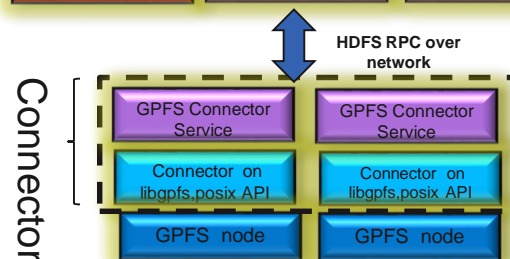 HDFS RPC over
network
Connector
GPFS Connector
Service
GPFS Connector
Service
Connector on
libgpfs,posix API
Connector on
libgpfs,posix API
GPFS node
GPFS node